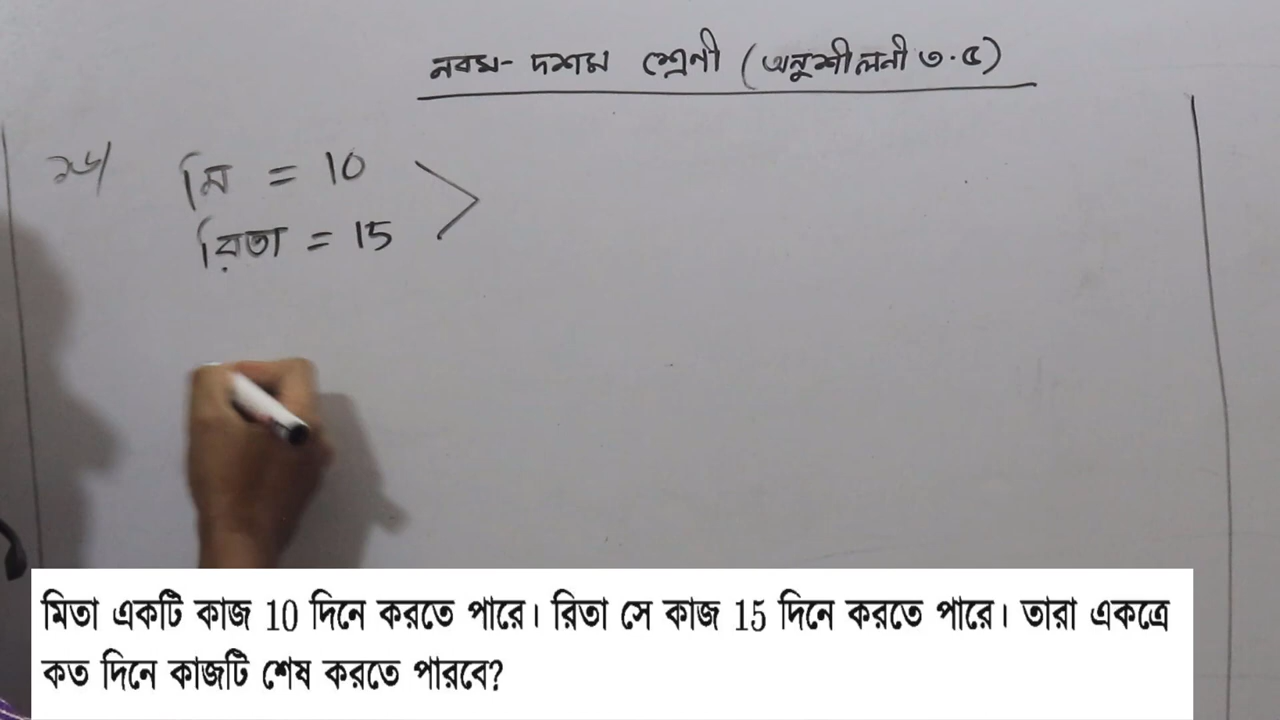 নবম-দশম শ্রেণী (অনুশীলনী ৩.৫)
১৬/
মি = 10
রিতা = 15
মিতা একটি কাজ 10 দিনে করতে পারে। রিতা সে কাজ 15 দিনে করতে পারে। তারা একত্রে
কত দিনে কাজটি শেষ করতে পারবে?